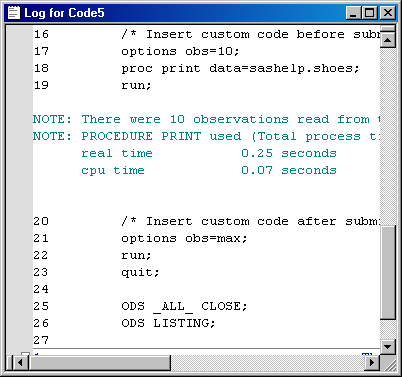 Log for Code5
16 /* Insert custom code before
17 options obs=10;
18 proc print data=sashelp.shoes;
19 run;
NOTE: There were 10 observations read from
NOTE: PROCEDURE PRINT used (Total process
real time 0.25 seconds
cpu time 0.07 seconds
20 /* Insert custom code after
21 options obs=max;
22 run;
23 quit;
24
25 ODS _ALL_ CLOSE;
26 ODS LISTING;
27